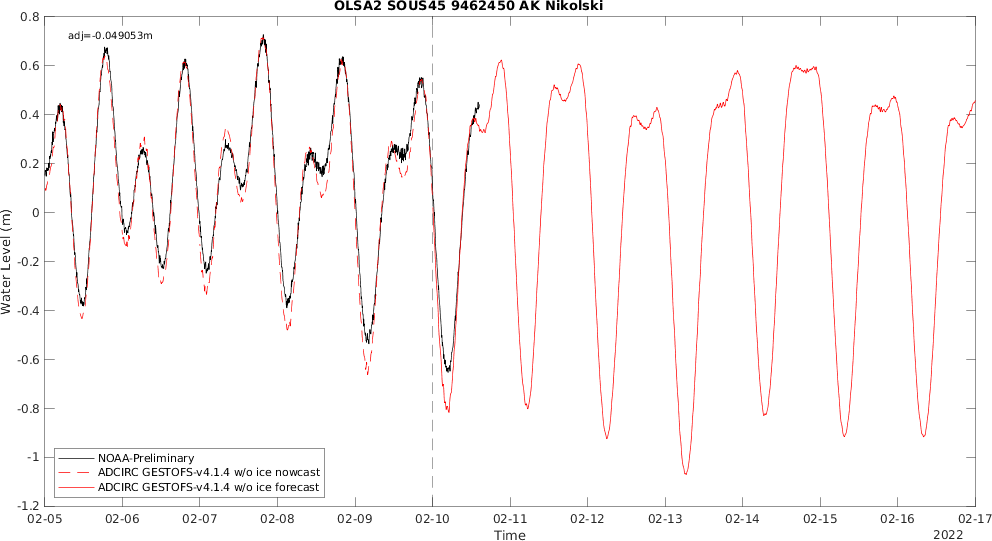 OLSA2 SOUS45 9462450 AK Nikolski
adj=-0.049053m
0.8
0.6
0.4
0.2
0
-0.2
-0.4
-0.6
-0.8
-1
-1.2
Water Level (m)
NOAA-Preliminary
ADCIRC GESTOFS-v4.1.4 w/o ice nowcast
ADCIRC GESTOFS-v4.1.4 w/o ice forecast
02-05 02-06 02-07 02-08 02-09 02-10 02-11 02-12 02-13 02-14 02-15 02-16 02-17
Time
2022